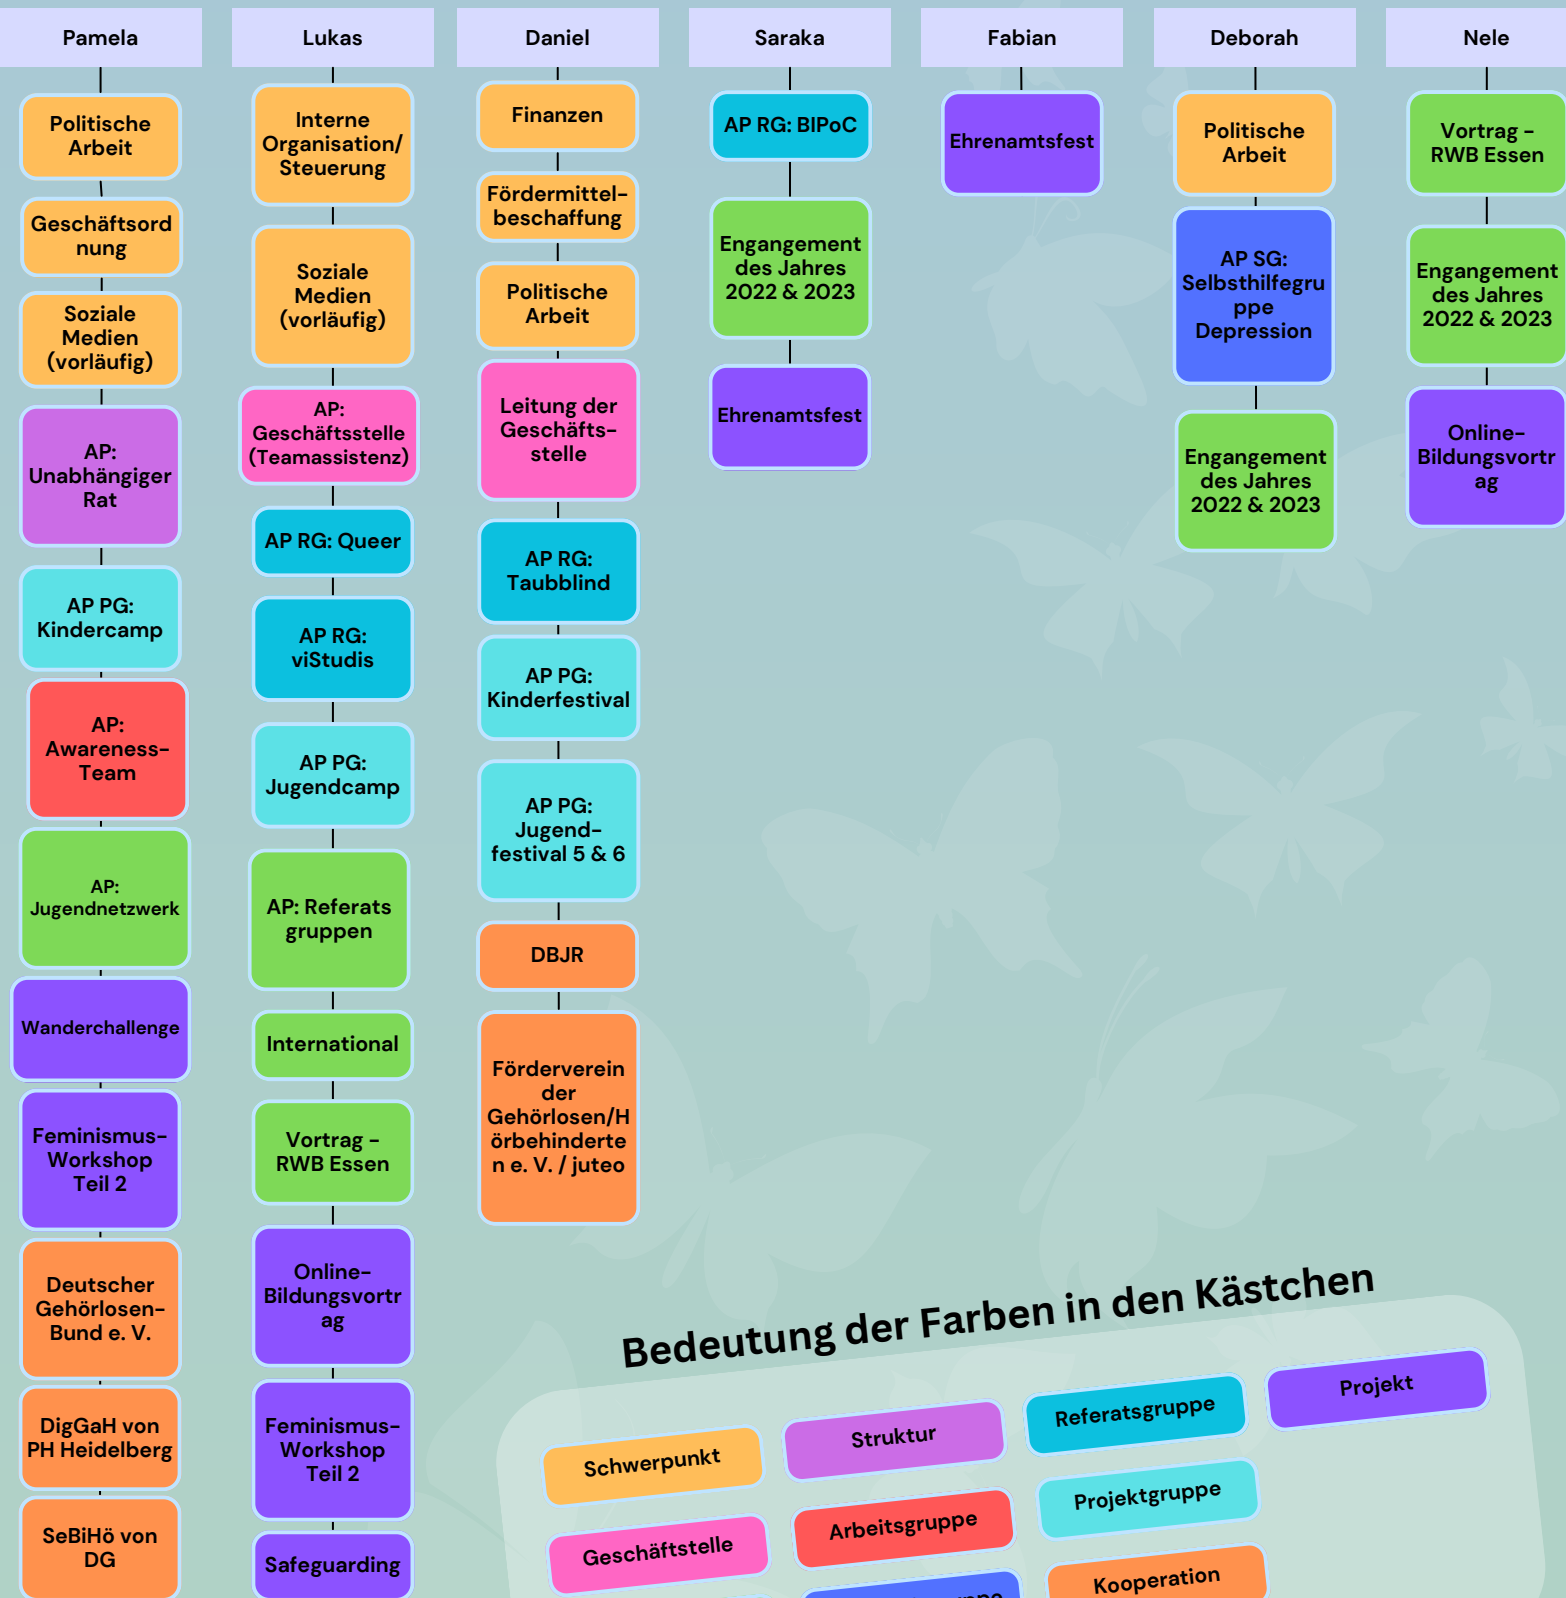 Pamela
Politische
Arbeit
Geschäftsord
nung
Soziale
Medien
(vorläufig)
AP:
Unabhängiger
Rat
AP PG:
Kindercamp
AP:
Awareness-
Team
AP:
Jugendnetzwerk
Wanderchallenge
Feminismus-
Workshop
Teil 2
Deutscher
Gehörlosen-
Bund e. V.
DigGaH von
PH Heidelberg
SeBiHö von
DG
Lukas
Interne
Organisation/
Steuerung
Soziale
Medien
(vorläufig)
AP:
Geschäftsstelle
(Teamassistenz)
AP RG: Queer
AP RG:
viStudis
AP PG:
Jugendcamp
AP: Referats
gruppen
International
Vortrag -
RWB Essen
Online-
Bildungsvortr
ag
Feminismus-
Workshop
Teil 2
Safeguarding
Daniel
Finanzen
Fördermittel-
beschaffung
Politische
Arbeit
Leitung der
Geschäfts-
stelle
AP RG:
Taubblind
AP PG:
Kinderfestival
AP PG:
Jugend-
festival 5 & 6
DBJR
Förderverein
der
Gehörlosen/H
örbehinderte
n e. V. / juteo
Saraka
AP RG: BIPoC
Engangement
des Jahres
2022 & 2023
Ehrenamtsfest
Fabian
Ehrenamtsfest
Deborah
Politische
Arbeit
AP SG:
Selbsthilfegru
ppe
Depression
Engangement
des Jahres
2022 & 2023
Nele
Vortrag -
RWB Essen
Engangement
des Jahres
2022 & 2023
Online-
Bildungsvortr
ag
Bedeutung der Farben in den Kästchen
Schwerpunkt
Struktur
Referatsgruppe
Projekt
Geschäftstelle
Arbeitsgruppe
Projektgruppe
Kooperation